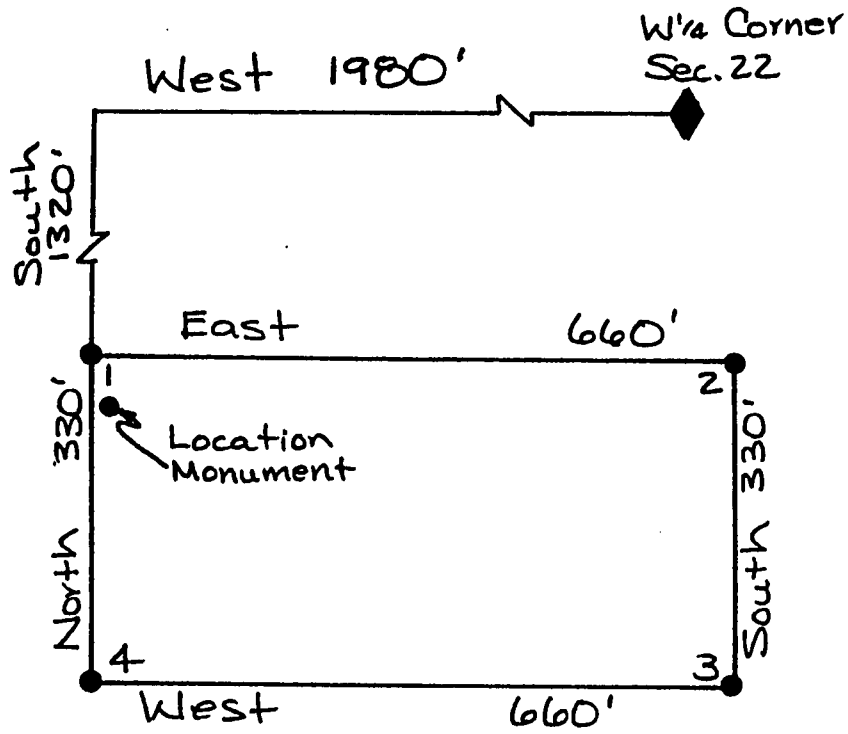 W 1/4 Corner
Sec. 22
West 1980'
South
1320'
East 660'
1
2
330'
Location
Monument
North
South 330'
4
3
West 660'